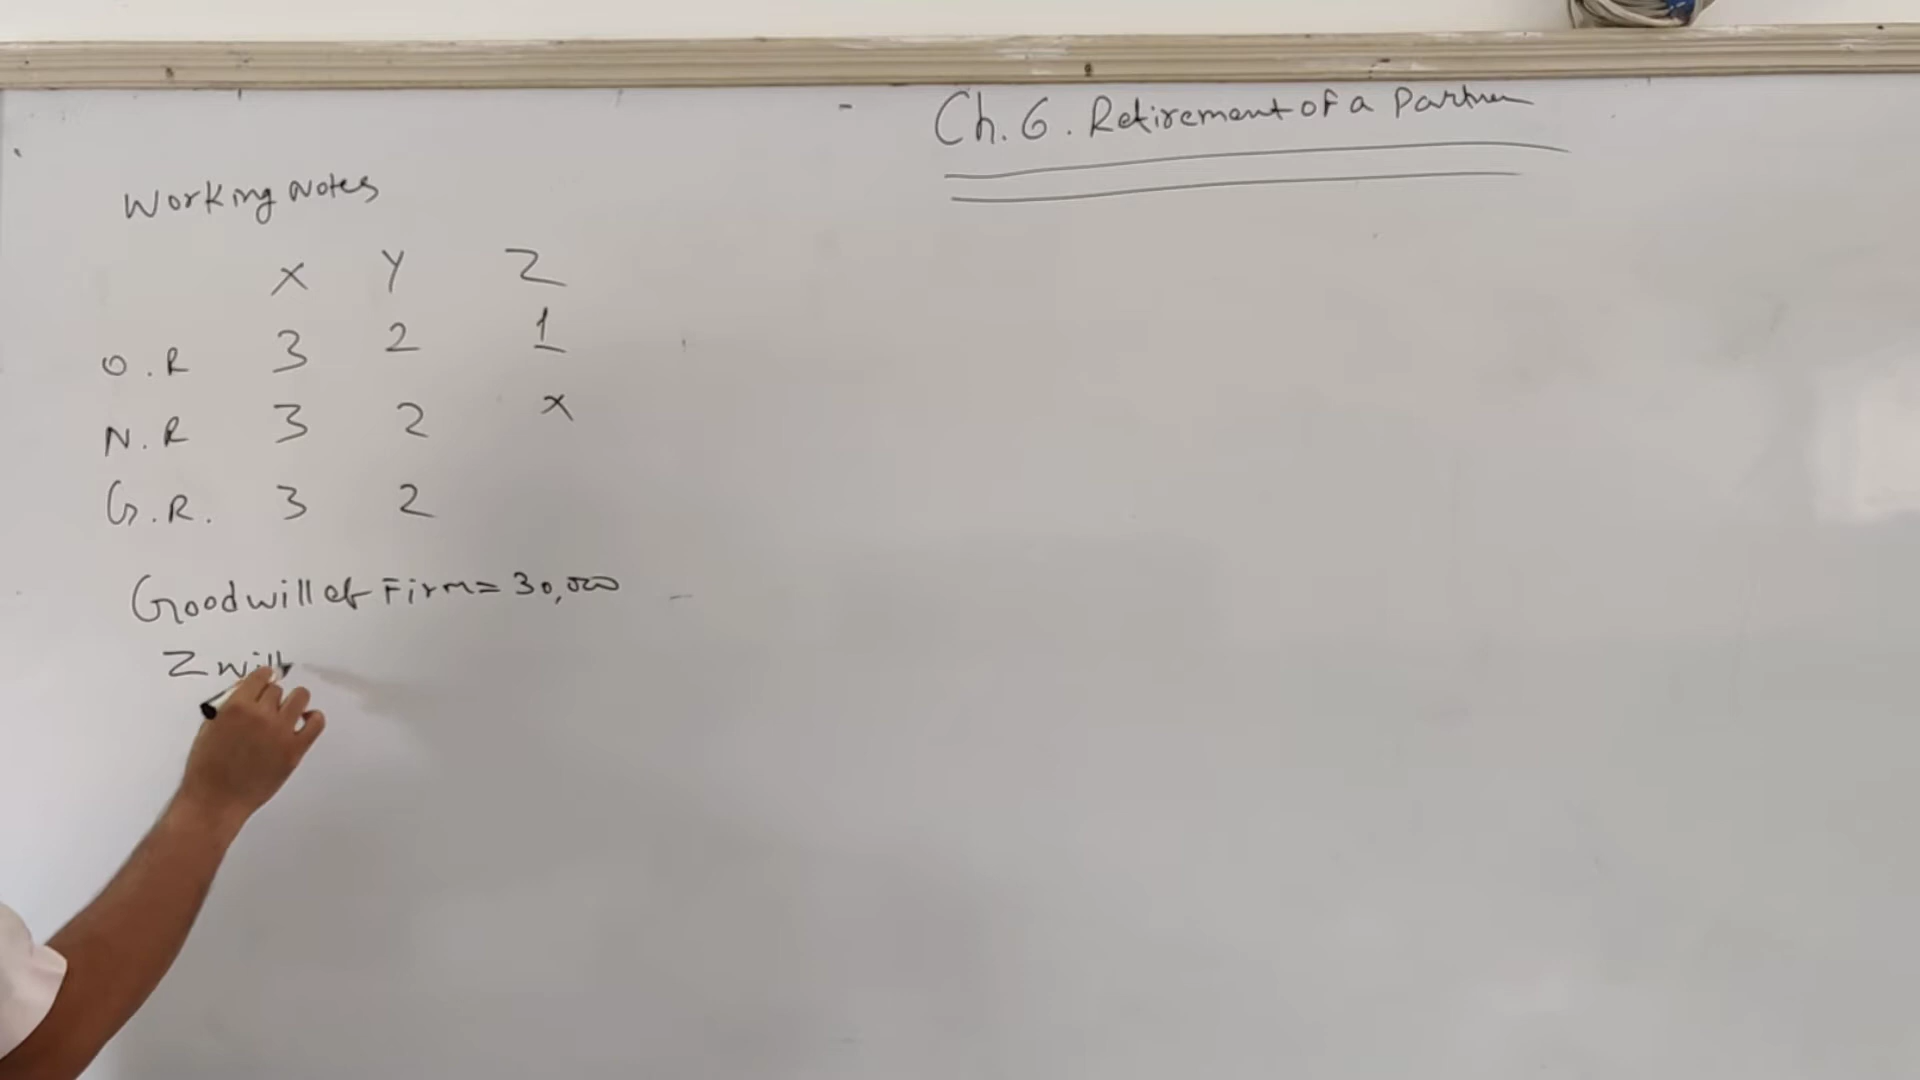 Ch. 6. Retirement of a Partner
Working Notes
X Y Z
O.R 3 2 1
N.R 3 2 x
G.R. 3 2
Goodwill of Firm = 30,000
Z will